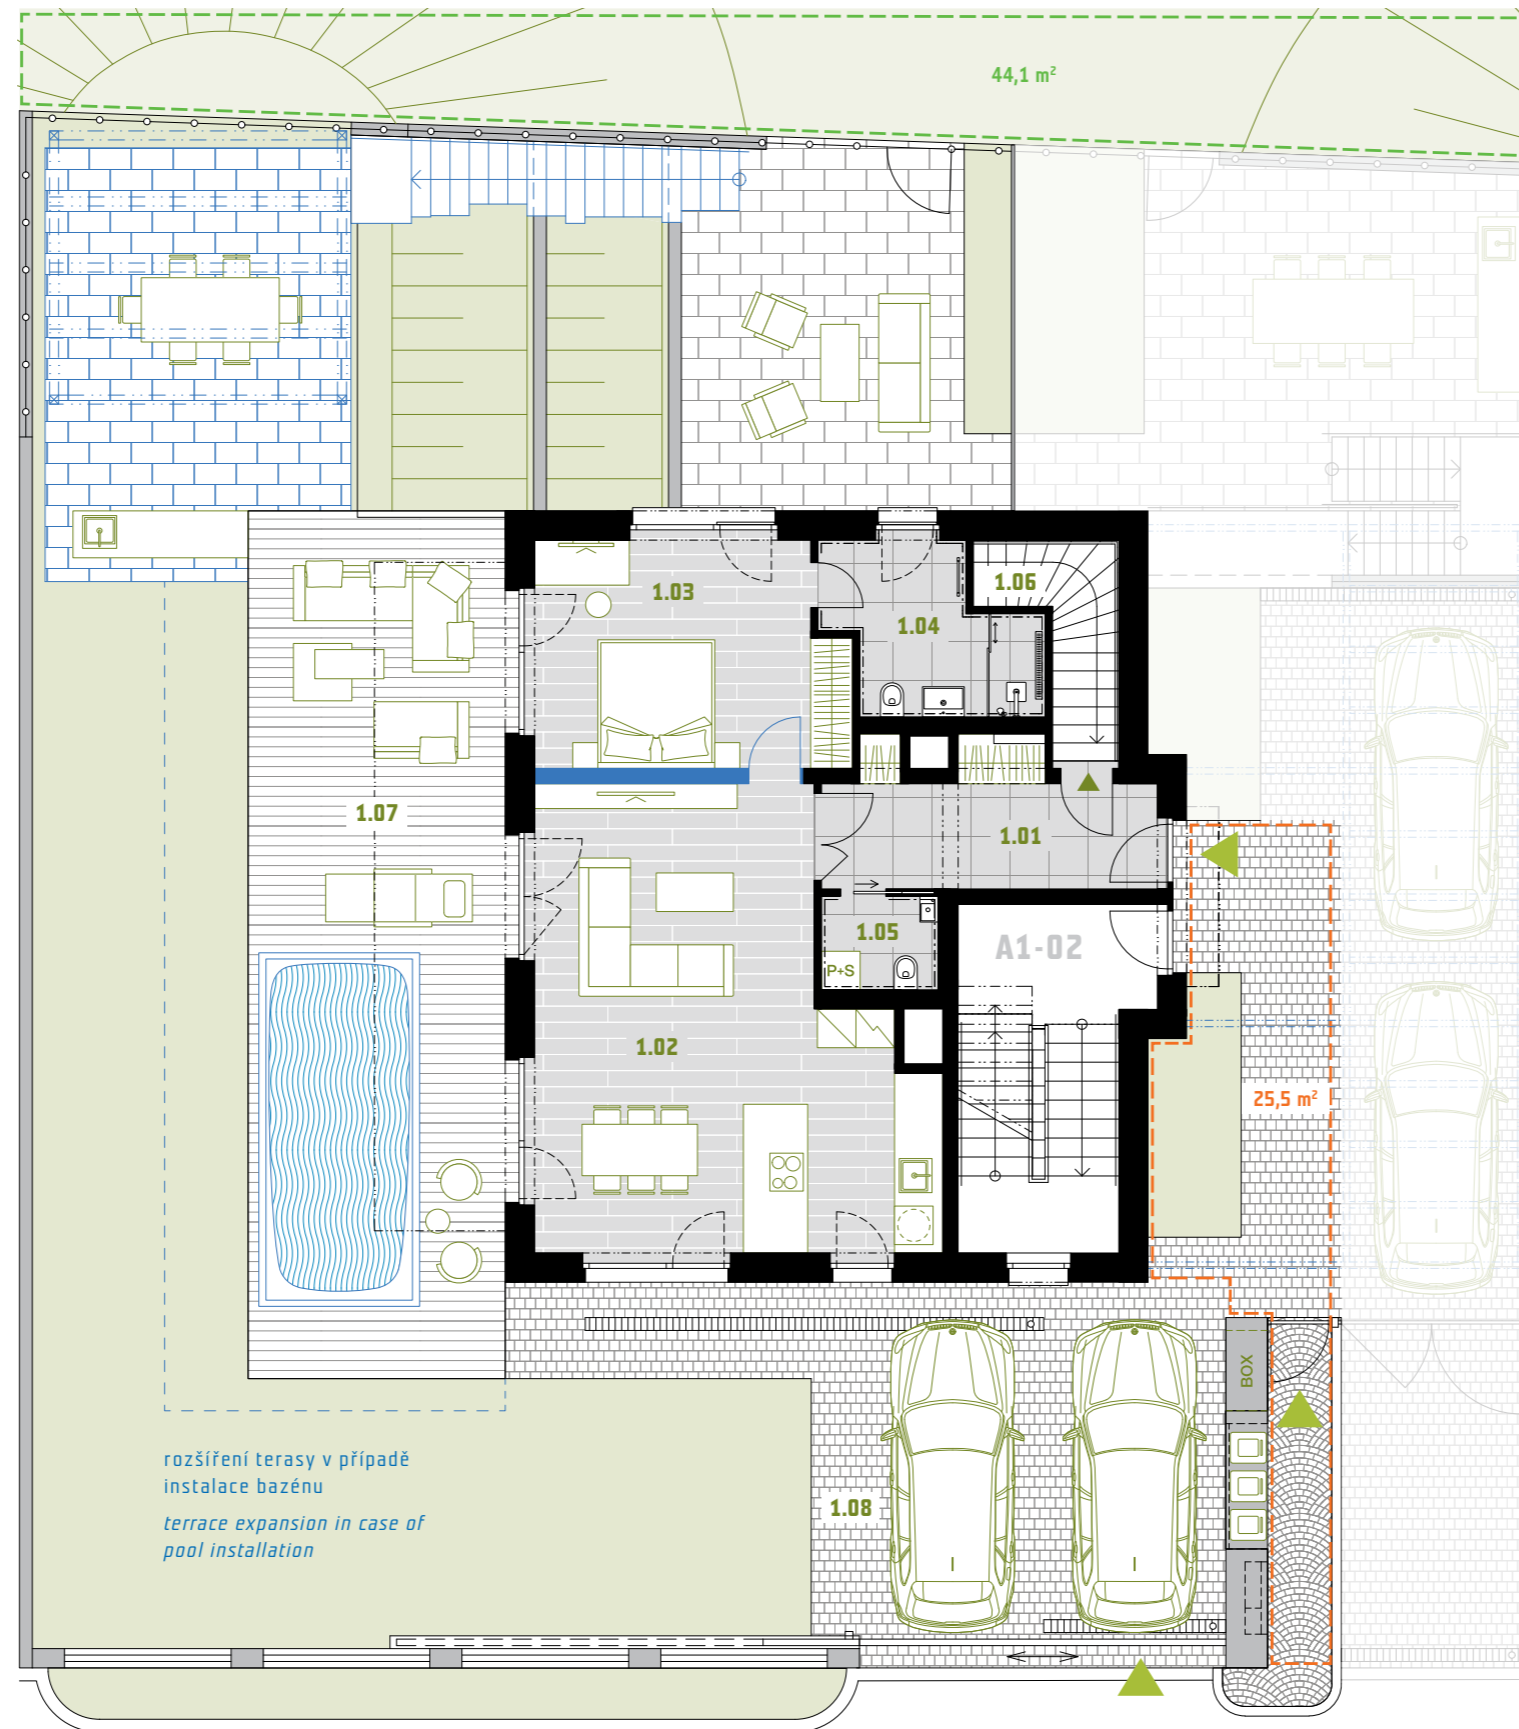 44,1 m²
1.03
1.06
1.04
1.07
1.01
1.05
A1-02
P+S
1.02
25,5 m²
BOX
rozšíření terasy v případě
instalace bazénu
terrace expansion in case of
pool installation
1.08